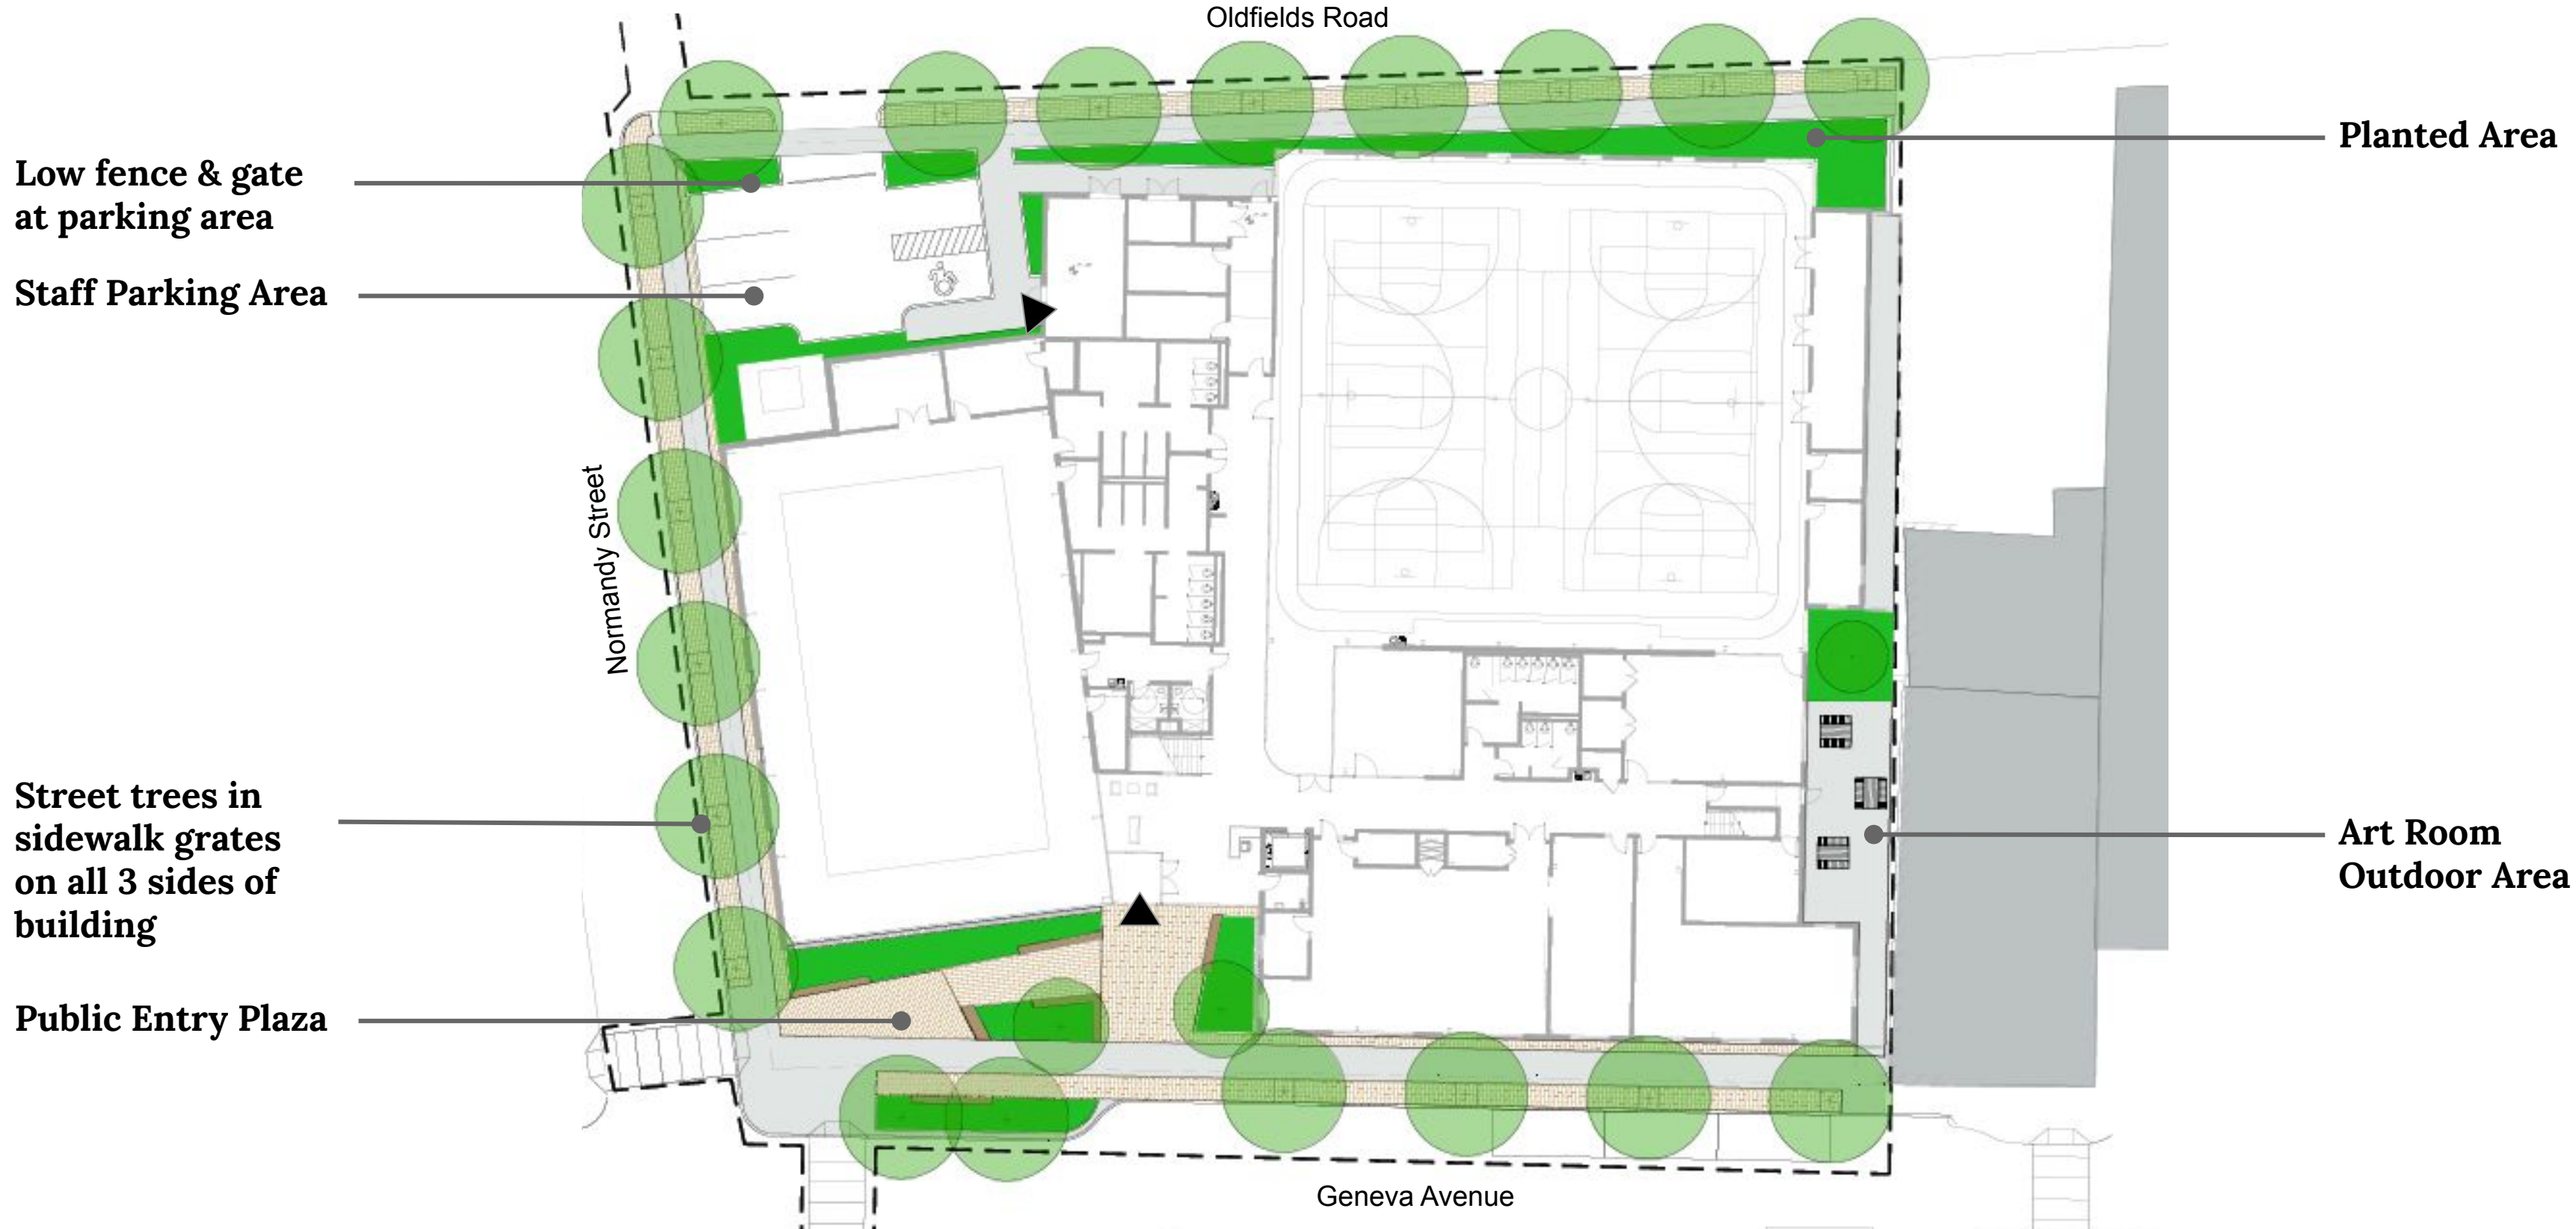 Oldfields Road
Planted Area
Low fence & gate
at parking area
Staff Parking Area
Normandy Street
Street trees in
sidewalk grates
on all 3 sides of
building
Art Room
Outdoor Area
Public Entry Plaza
Geneva Avenue